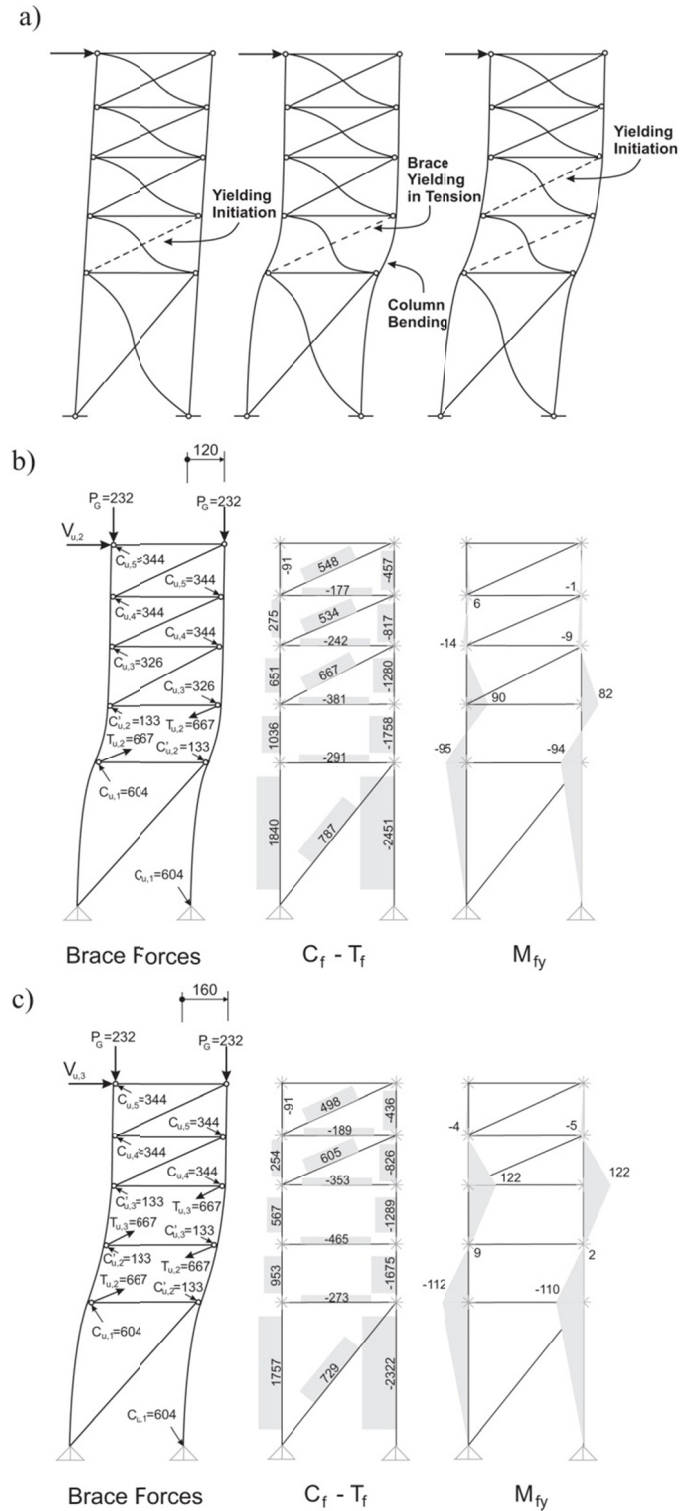 a)
Yielding
Initiation
Brace
Yielding
in Tension
Column
Bending
Yielding
Initiation
b)
120
P_G=232
P_G=232
V_u,2
C_u,5=344
C_u,5=344
C_u,4=344
C_u,4=344
C_u,3=326
C_u,3=326
C'_u,2=133
T_u,2=667
T_u,2=667
C'_u,2=133
C_u,1=604
C_u,1=604
-91
548
-457
-177
275
534
-817
-242
651
667
-1280
-381
1036
-1758
-291
1840
787
-2451
6
-1
-14
-9
90
82
-95
-94
Brace Forces
C_f - T_f
M_fy
c)
160
P_G=232
P_G=232
V_u,3
C_u,5=344
C_u,5=344
C_u,4=344
C_u,4=344
C'_u,3=133
T_u,3=667
T_u,3=667
C'_u,3=133
C'_u,2=133
T_u,2=667
T_u,2=667
C'_u,2=133
C_u,1=604
C_u,1=604
-91
498
-436
-189
254
605
-826
-353
567
-1289
-465
953
-1675
-273
1757
729
-2322
-4
-5
122
122
9
2
-112
-110
Brace Forces
C_f - T_f
M_fy